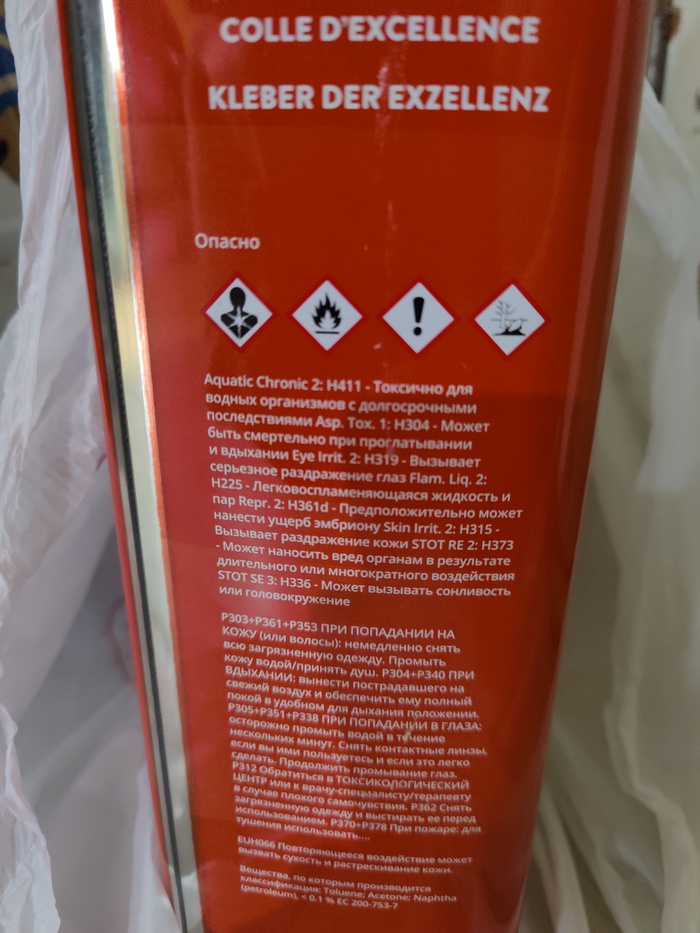 COLLE D'EXCELLENCE
KLEBER DER EXZELLENZ
Опасно
Aquatic Chronic 2: H411 - Токсично для
водных организмов с долгосрочными
последствиями Asp. Tox. 1: H304 - Может
быть смертельно при проглатывании
и вдыхании Eye Irrit. 2: H319 - Вызывает
серьезное раздражение глаз Flam. Liq. 2:
H225 - Легковоспламеняющаяся жидкость и
пар Repr. 2: H361d - Предположительно может
нанести ущерб эмбриону Skin Irrit. 2: H315 -
Вызывает раздражение кожи STOT RE 2: H373
- Может наносить вред органам в результате
длительного или многократного воздействия
STOT SE 3: H336 - Может вызывать сонливость
или головокружение
P303+P361+P353 ПРИ ПОПАДАНИИ НА
КОЖУ (или волосы): немедленно снять
всю загрязненную одежду. Промыть
кожу водой/принять душ. P304+P340 ПРИ
ВДЫХАНИИ: вынести пострадавшего на
свежий воздух и обеспечить ему полный
покой в удобном для дыхания положении.
P305+P351+P338 ПРИ ПОПАДАНИИ В ГЛАЗА:
осторожно промыть водой в течение
нескольких минут. Снять контактные линзы,
если вы ими пользуетесь и если это легко
сделать. Продолжить промывание глаз.
P312 Обратиться в ТОКСИКОЛОГИЧЕСКИЙ
ЦЕНТР или к врачу-специалисту/терапевту
в случае плохого самочувствия. P362 Снять
загрязненную одежду и выстирать ее перед
использованием. P370+P378 При пожаре: для
тушения использовать....
EUH066 Повторяющееся воздействие может
вызвать сухость и растрескивание кожи.
Вещества, по которым производится
классификация: Toluene; Acetone; Naphtha
(petroleum), < 0.1 % EC 200-753-7